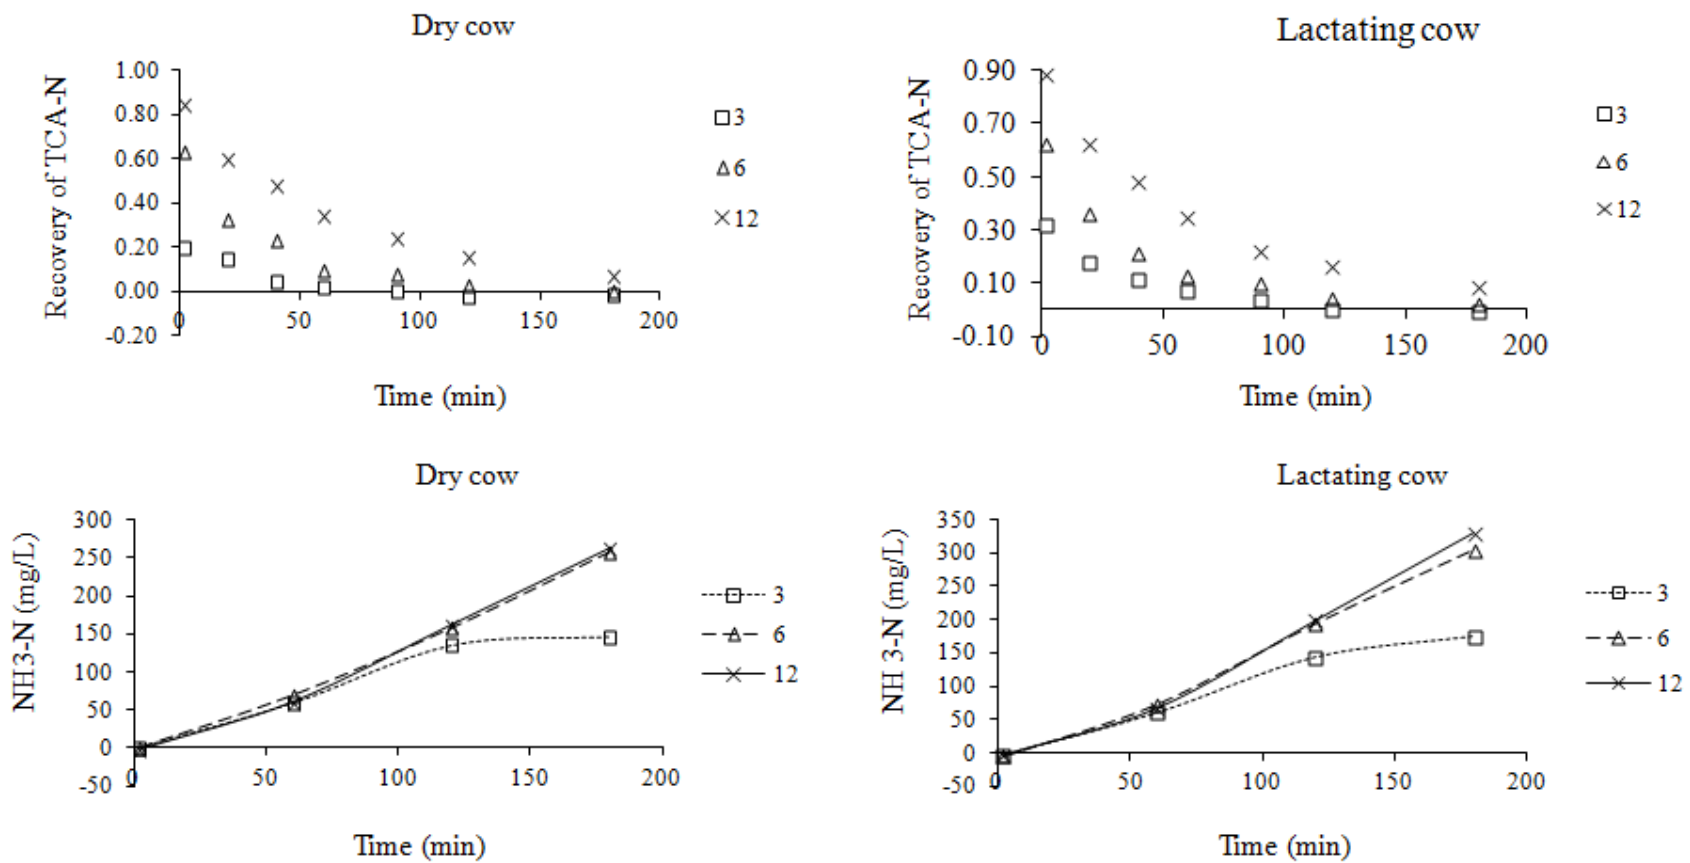 Dry cow
Recovery of TCA-N
1.00
0.80
0.60
0.40
0.20
0.00
-0.20
0 50 100 150 200
Time (min)
3
6
12
Lactating cow
Recovery of TCA-N
0.90
0.70
0.50
0.30
0.10
-0.10
0 50 100 150 200
Time (min)
3
6
12
Dry cow
NH3-N (mg/L)
300
250
200
150
100
50
0
-50
0 50 100 150 200
Time (min)
3
6
12
Lactating cow
NH 3-N (mg/L)
350
300
250
200
150
100
50
0
-50
0 50 100 150 200
Time (min)
3
6
12